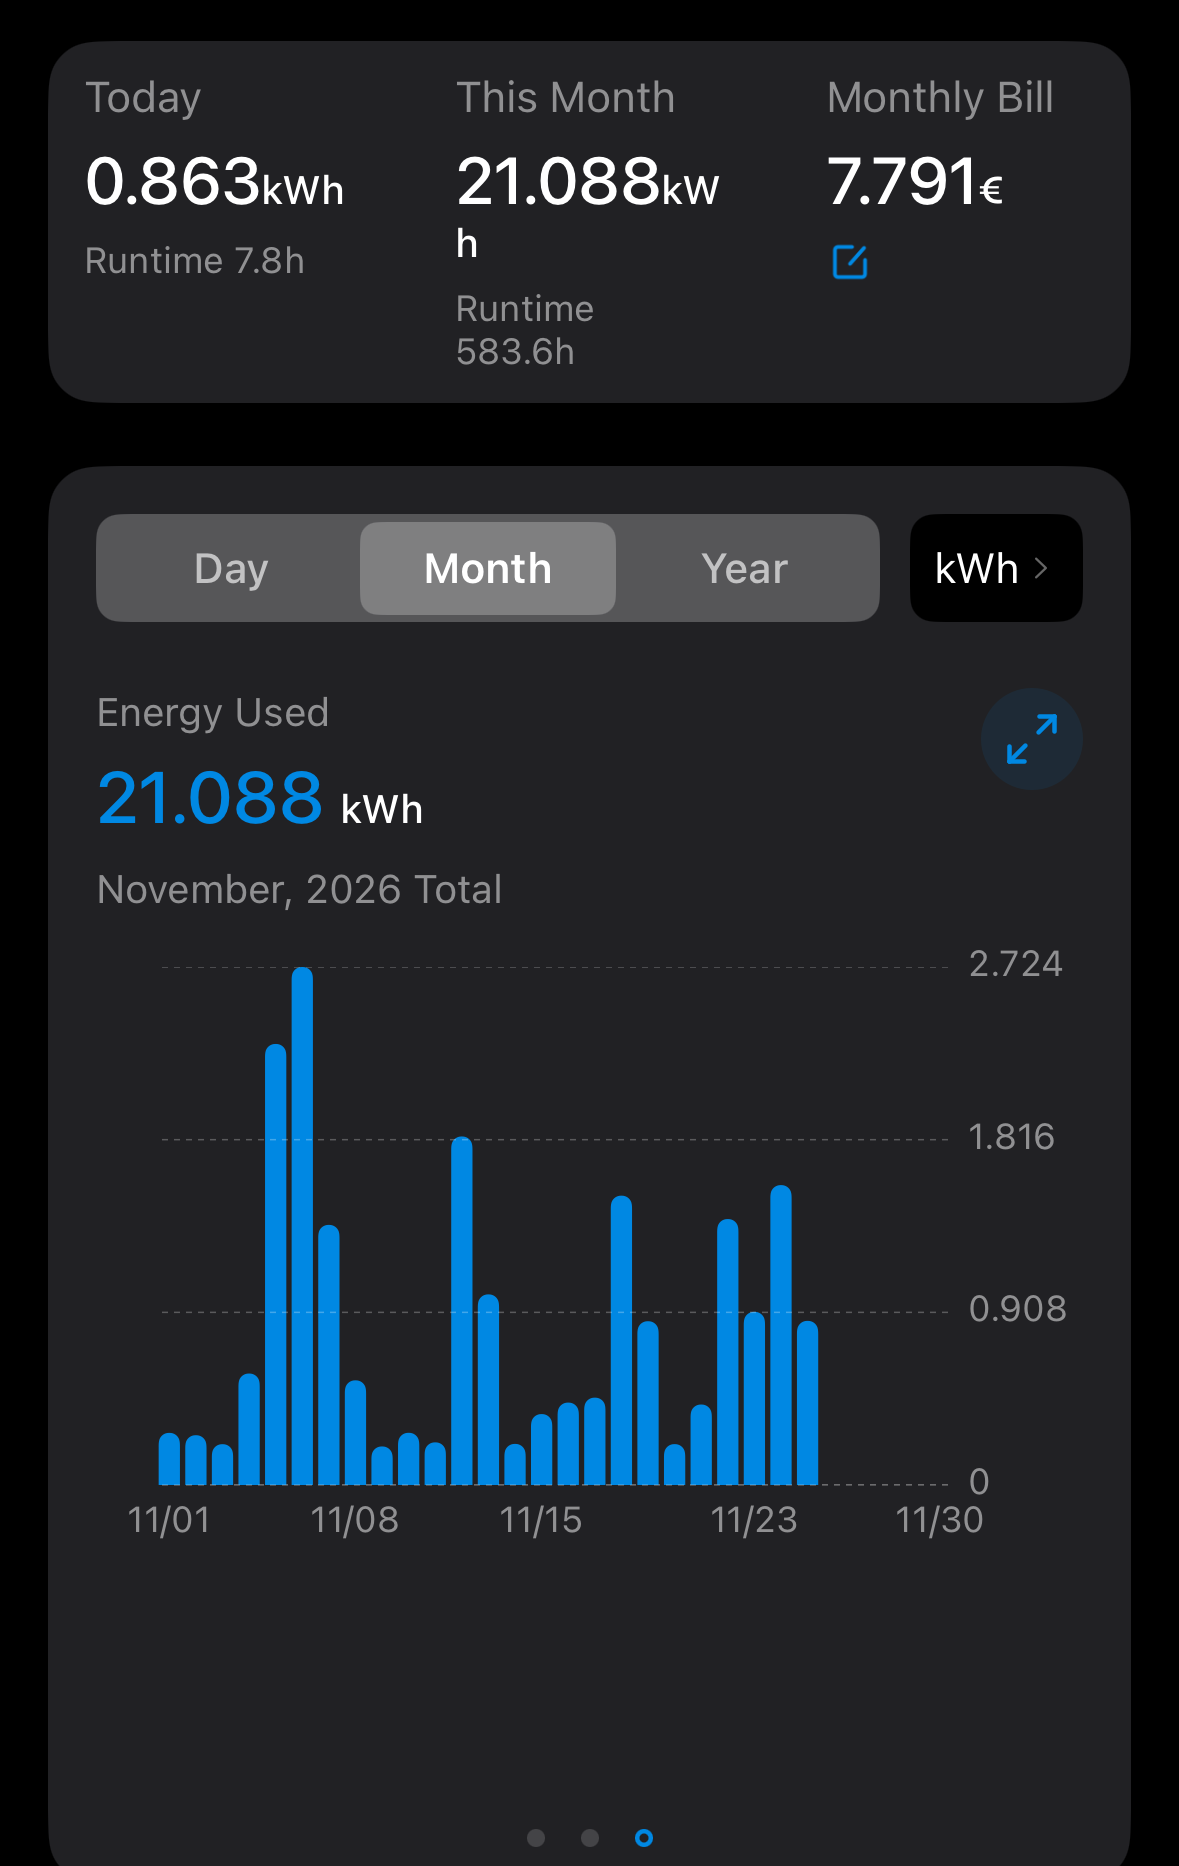 Today
0.863kWh
Runtime 7.8h
This Month
21.088kW
h
Runtime
583.6h
Monthly Bill
7.791€
Day
Month
Year
kWh
Energy Used
21.088 kWh
November, 2026 Total
2.724
1.816
0.908
0
11/01
11/08
11/15
11/23
11/30